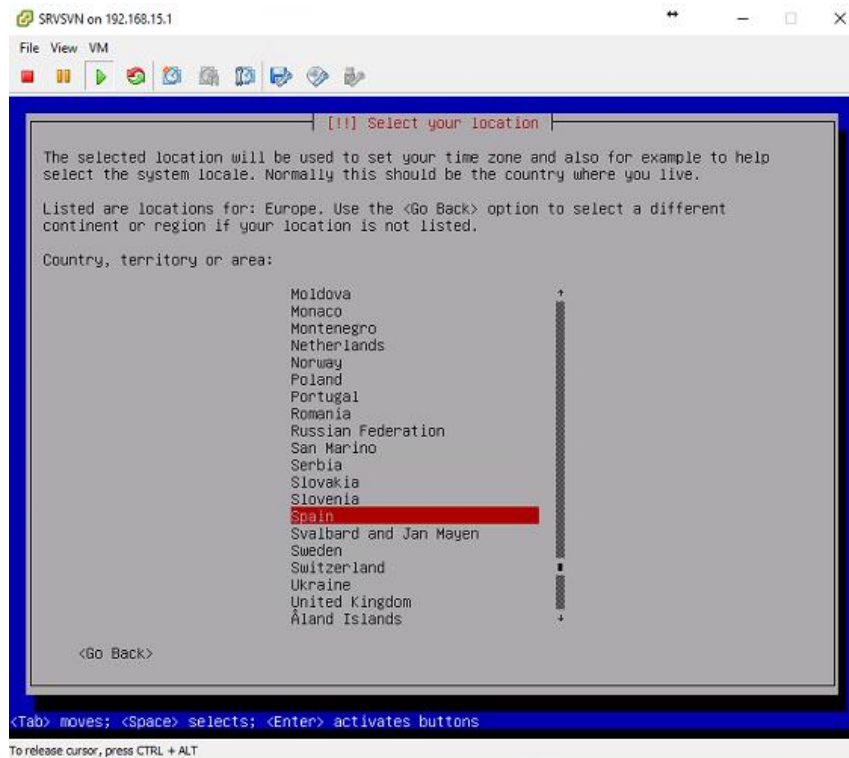 SRVSVN on 192.168.15.1
File View VM
[!!] Select your location
The selected location will be used to set your time zone and also for example to help
select the system locale. Normally this should be the country where you live.
Listed are locations for: Europe. Use the <Go Back> option to select a different
continent or region if your location is not listed.
Country, territory or area:
Moldova
Monaco
Montenegro
Netherlands
Norway
Poland
Portugal
Romania
Russian Federation
San Marino
Serbia
Slovakia
Slovenia
Spain
Svalbard and Jan Mayen
Sweden
Switzerland
Ukraine
United Kingdom
Åland Islands
<Go Back>
<Tab> moves; <Space> selects; <Enter> activates buttons
To release cursor, press CTRL + ALT